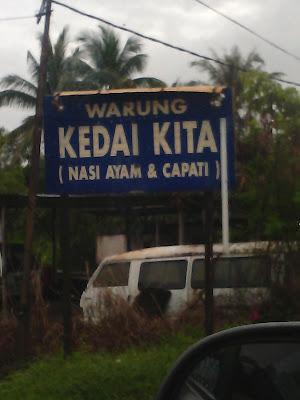 WARUNG
KEDAI KITA
( NASI AYAM & CAPATI )